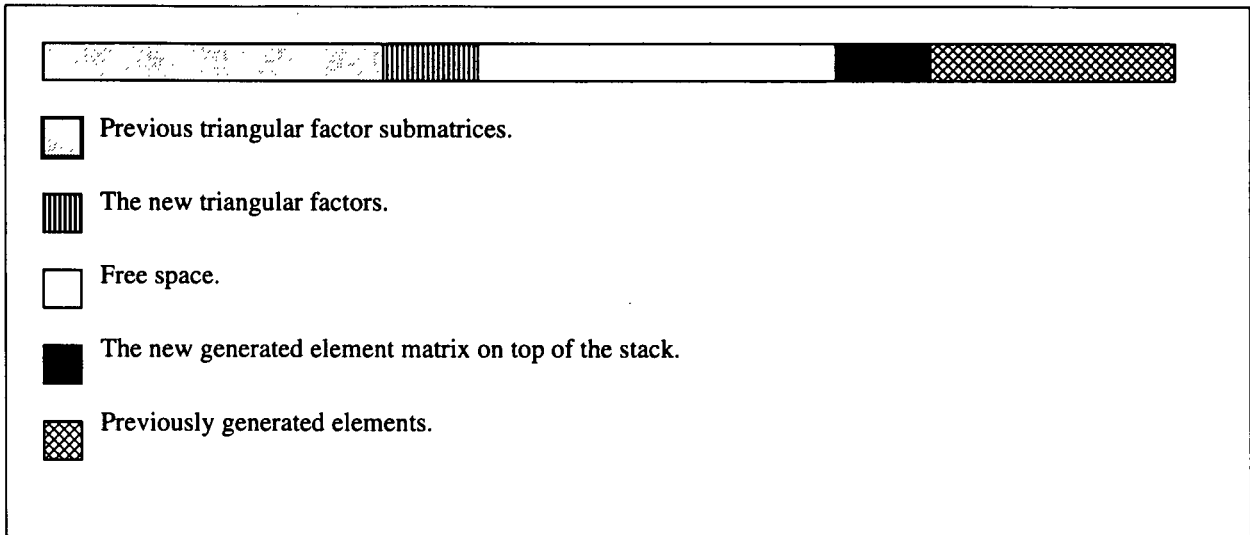 Previous triangular factor submatrices.
The new triangular factors.
Free space.
The new generated element matrix on top of the stack.
Previously generated elements.